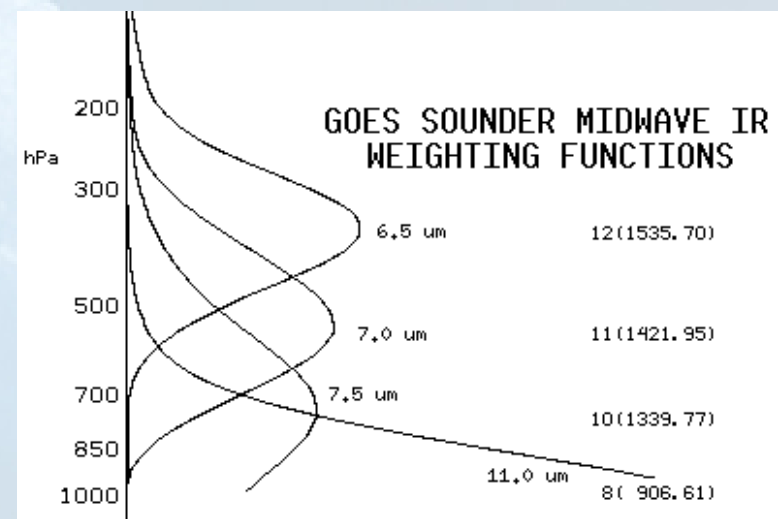 GOES SOUNDER MIDWAVE IR
WEIGHTING FUNCTIONS
200
hPa
300
6.5 um 12(1535.70)
500
7.0 um 11(1421.95)
700
7.5 um
10(1339.77)
850
11.0 um
1000
8( 906.61)